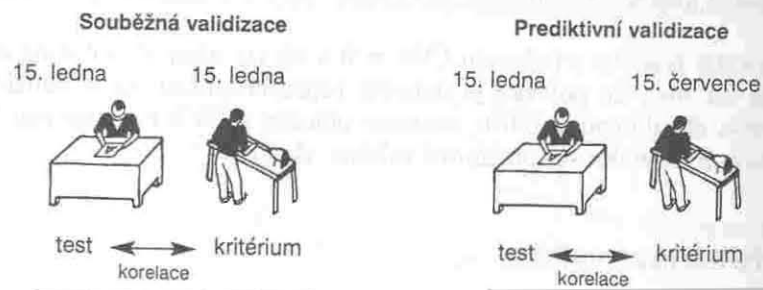 Souběžná validizace
15. ledna 15. ledna
test kritérium
korelace
Prediktivní validizace
15. ledna 15. července
test kritérium
korelace